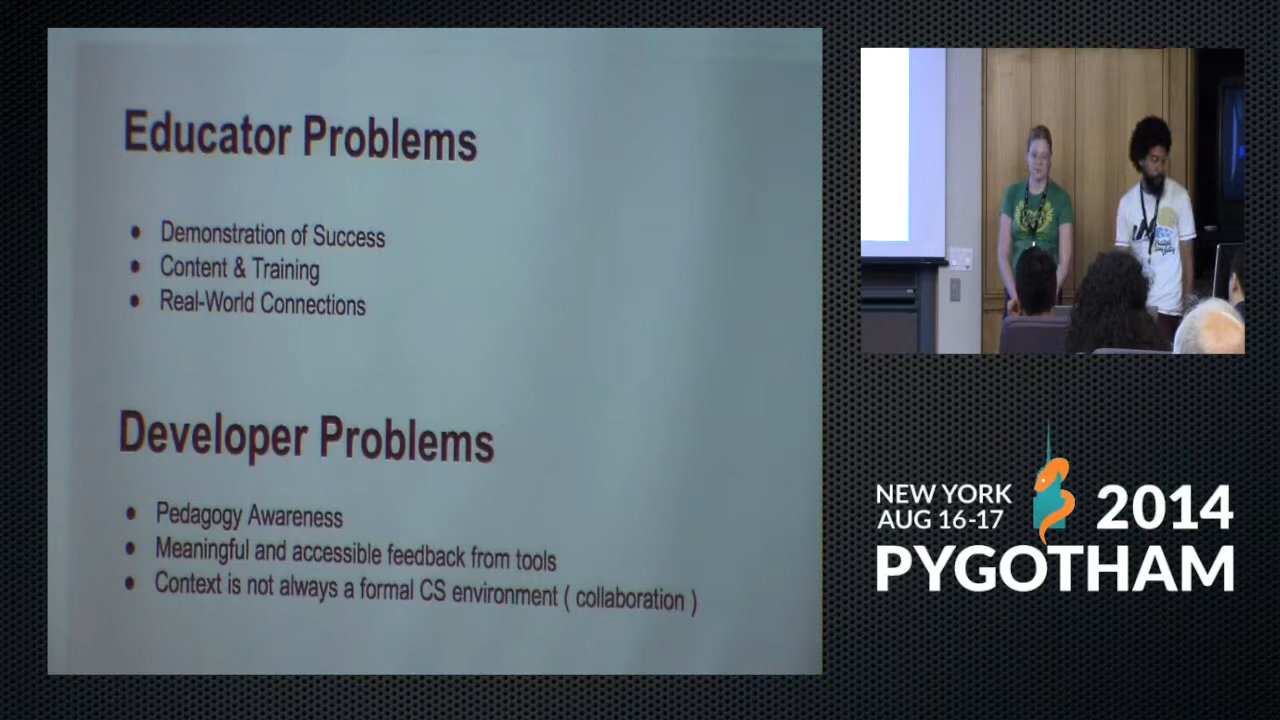 Educator Problems
Demonstration of Success
Content & Training
Real-World Connections
Developer Problems
Pedagogy Awareness
Meaningful and accessible feedback from tools
Context is not always a formal CS environment ( collaboration )
NEW YORK
AUG 16-17
2014
PYGOTHAM